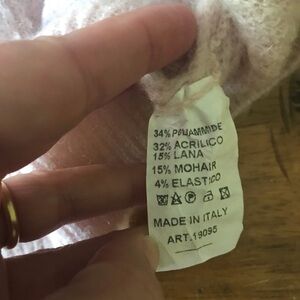 34% POLIAMMIDE
32% ACRILICO
15% LANA
15% MOHAIR
4% ELASTICO
MADE IN ITALY
ART. 19095